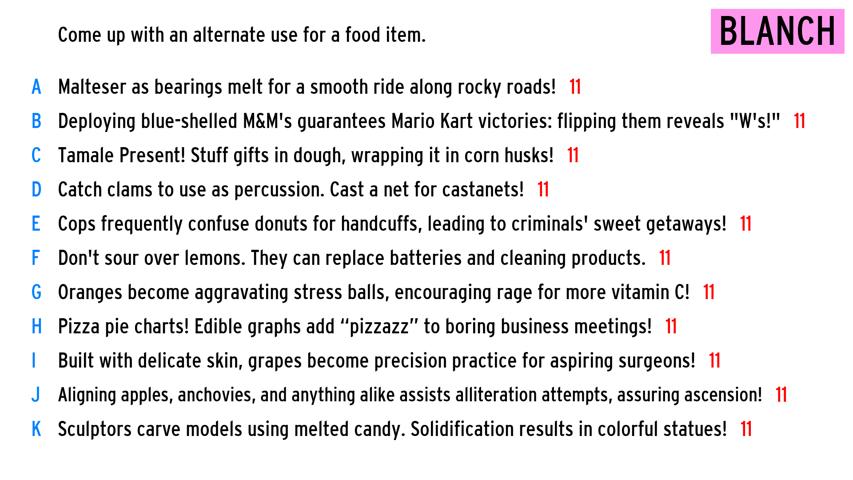 Come up with an alternate use for a food item.
BLANCH
A Malteser as bearings melt for a smooth ride along rocky roads! 11
B Deploying blue-shelled M&M's guarantees Mario Kart victories: flipping them reveals "W's!" 11
C Tamale Present! Stuff gifts in dough, wrapping it in corn husks! 11
D Catch clams to use as percussion. Cast a net for castanets! 11
E Cops frequently confuse donuts for handcuffs, leading to criminals' sweet getaways! 11
F Don't sour over lemons. They can replace batteries and cleaning products. 11
G Oranges become aggravating stress balls, encouraging rage for more vitamin C! 11
H Pizza pie charts! Edible graphs add “pizzazz” to boring business meetings! 11
I Built with delicate skin, grapes become precision practice for aspiring surgeons! 11
J Aligning apples, anchovies, and anything alike assists alliteration attempts, assuring ascension! 11
K Sculptors carve models using melted candy. Solidification results in colorful statues! 11